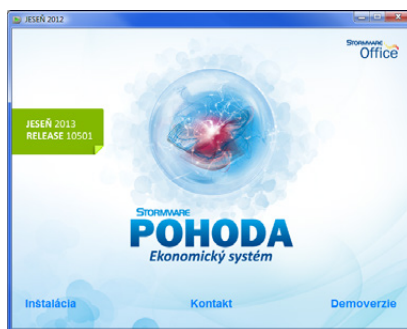 JESEŇ 2012
STORMWARE
Office
JESEŇ 2013
RELEASE 10501
STORMWARE
POHODA
Ekonomický systém
Inštalácia
Kontakt
Demoverzie